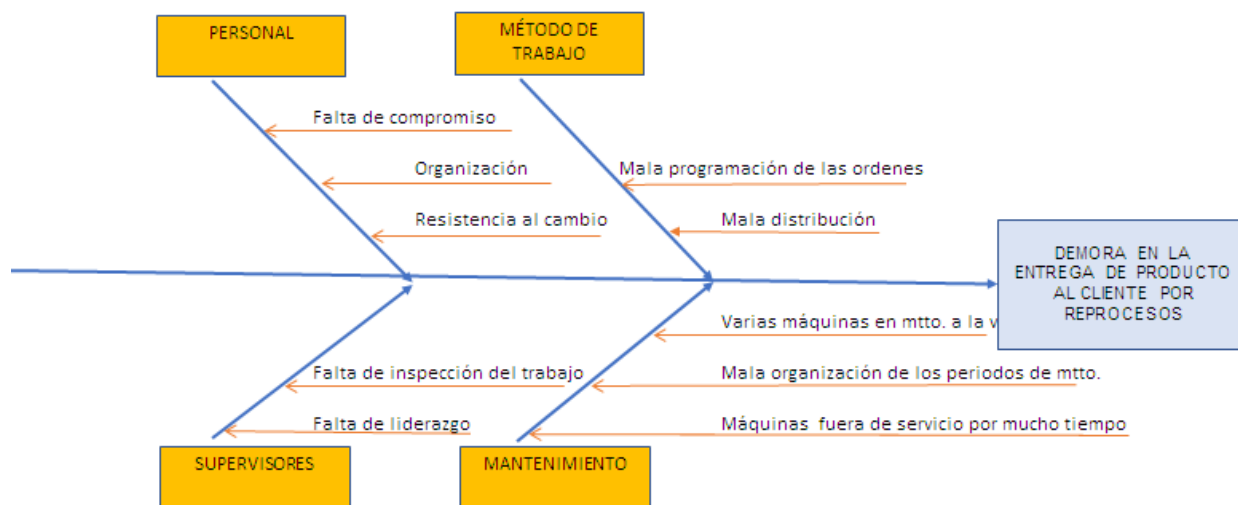 PERSONAL
MÉTODO DE
TRABAJO
Falta de compromiso
Organización
Resistencia al cambio
Mala programación de las ordenes
Mala distribución
DEMORA EN LA
ENTREGA DE PRODUCTO
AL CLIENTE POR
REPROCESOS
Falta de inspección del trabajo
Falta de liderazgo
Varias máquinas en mtto. a la
Mala organización de los periodos de mtto.
Máquinas fuera de servicio por mucho tiempo
SUPERVISORES
MANTENIMIENTO